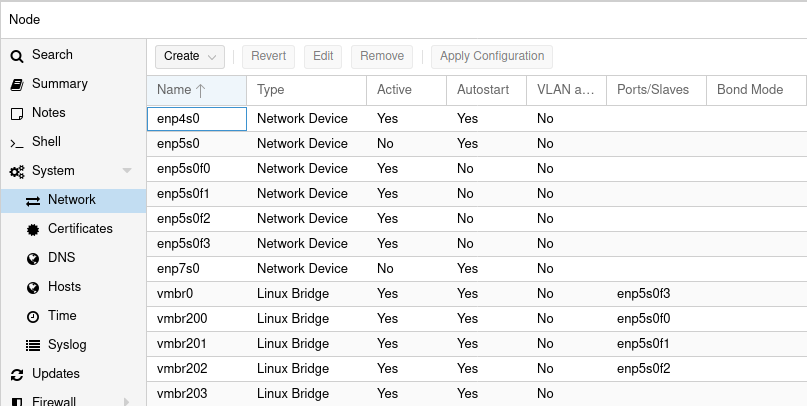 Node
Search
Summary
Notes
Shell
System
Network
Certificates
DNS
Hosts
Time
Syslog
Updates
Firewall
Create Revert Edit Remove Apply Configuration
Name Type Active Autostart VLAN a... Ports/Slaves Bond Mode
enp4s0 Network Device Yes Yes No
enp5s0 Network Device No Yes No
enp5s0f0 Network Device Yes No No
enp5s0f1 Network Device Yes No No
enp5s0f2 Network Device Yes No No
enp5s0f3 Network Device Yes No No
enp7s0 Network Device No Yes No
vmbr0 Linux Bridge Yes Yes No enp5s0f3
vmbr200 Linux Bridge Yes Yes No enp5s0f0
vmbr201 Linux Bridge Yes Yes No enp5s0f1
vmbr202 Linux Bridge Yes Yes No enp5s0f2
vmbr203 Linux Bridge Yes Yes No